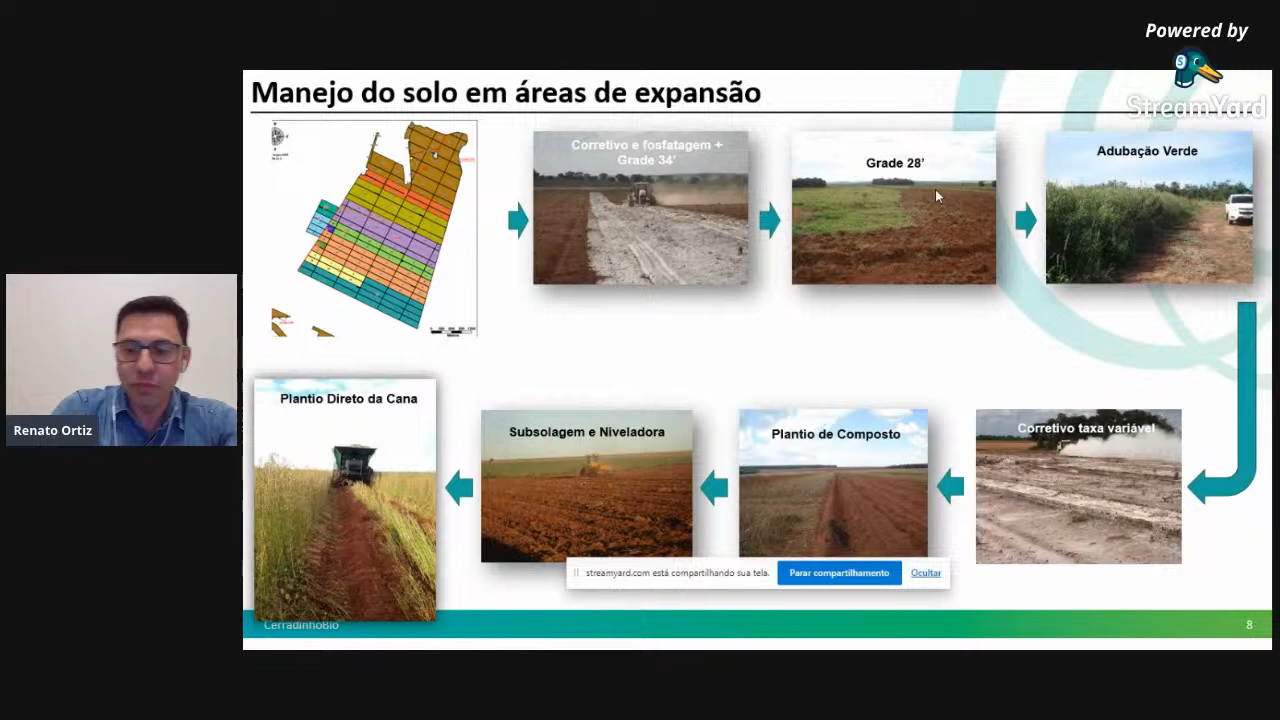 Powered by
StreamYard
Manejo do solo em áreas de expansão
Corretivo e fosfatagem +
Grade 34'
Grade 28'
Adubação Verde
Plantio Direto da Cana
Subsolagem e Niveladora
Plantio de Composto
Corretivo taxa variável
Renato Ortiz
streamyard.com está compartilhando sua tela.
Parar compartilhamento
Ocultar
CerradinhoBio
8